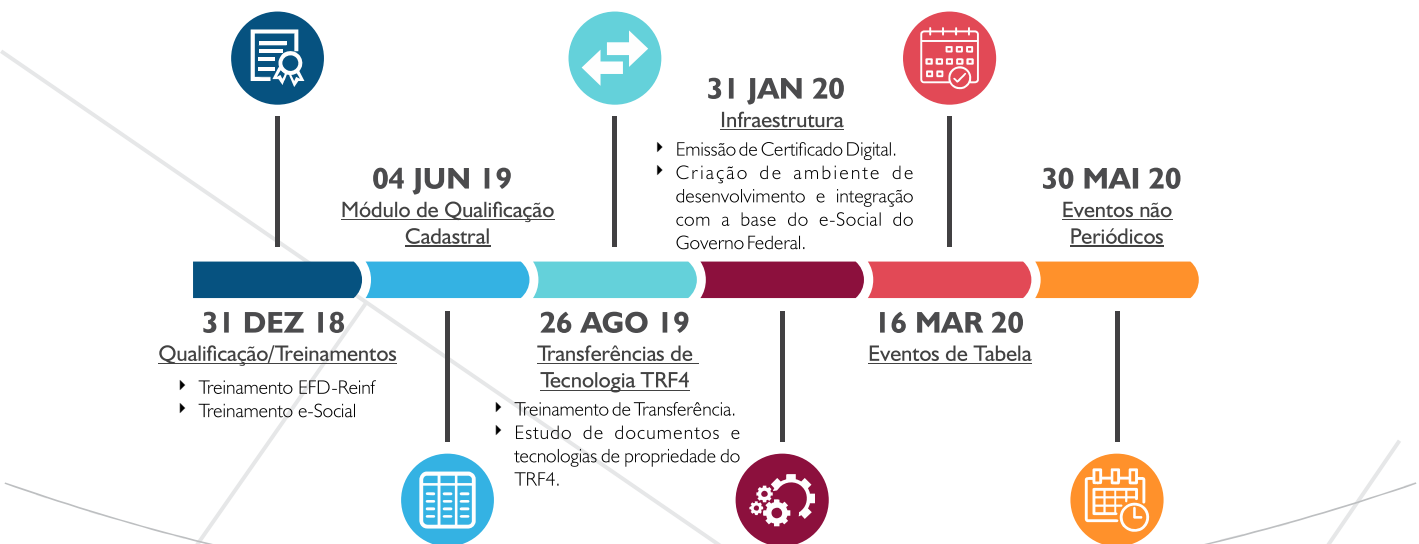 31 DEZ 18
Qualificação/Treinamentos
Treinamento EFD-Reinf
Treinamento e-Social
04 JUN 19
Módulo de Qualificação
Cadastral
26 AGO 19
Transferências de
Tecnologia TRF4
Treinamento de Transferência.
Estudo de documentos e
tecnologias de propriedade do
TRF4.
31 JAN 20
Infraestrutura
Emissão de Certificado Digital.
Criação de ambiente de
desenvolvimento e integração
com a base do e-Social do
Governo Federal.
16 MAR 20
Eventos de Tabela
30 MAI 20
Eventos não
Periódicos